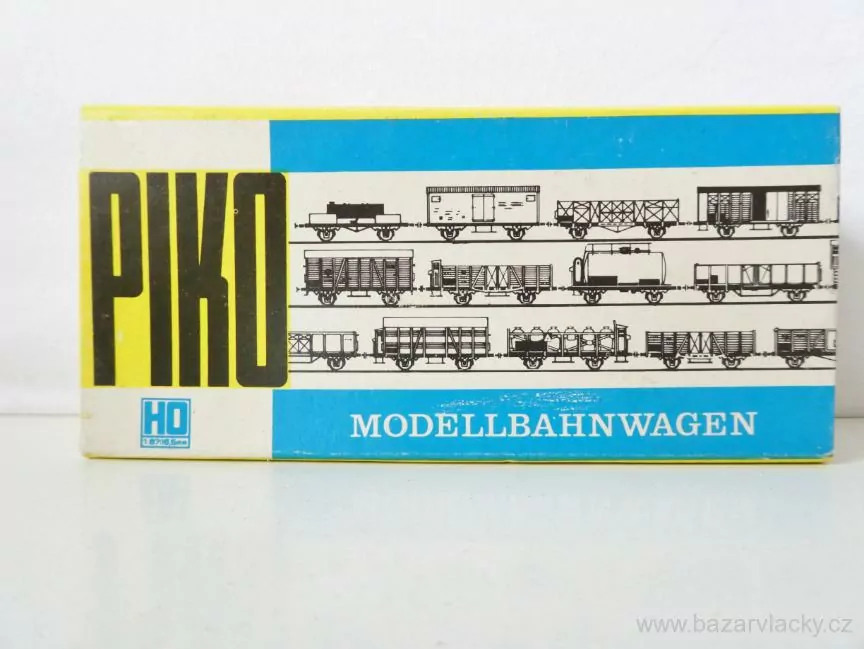 PIKO
HO
1:87/16,5mm
MODELLBAHNWAGEN
www.bazarvlacky.cz